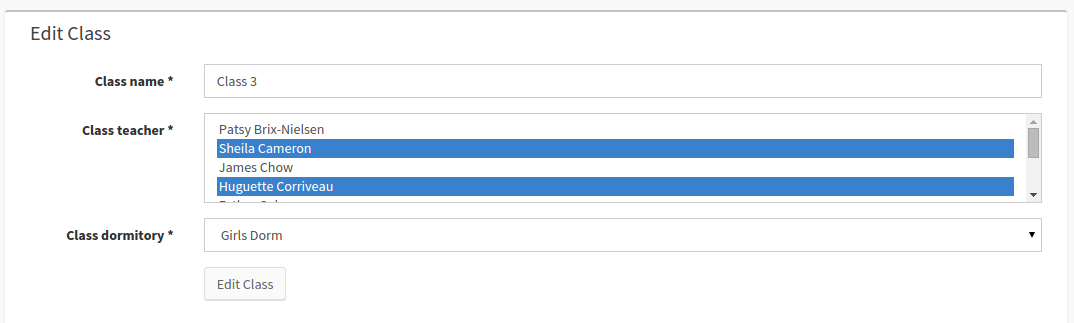 Edit Class
Class name *
Class 3
Class teacher *
Patsy Brix-Nielsen
Sheila Cameron
James Chow
Huguette Corriveau
Class dormitory *
Girls Dorm
Edit Class